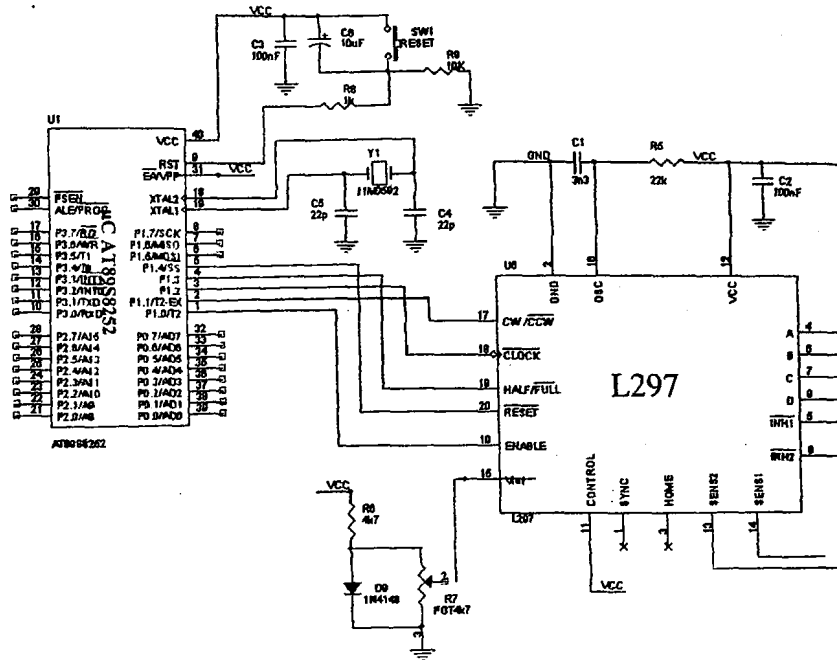 VCC
C3
100nF
C8
10uF
SW1
RESET
R9
10K
R8
1k
U1
VCC 40
RST 9
EA/VPP 31
VCC
XTAL2 18
XTAL1 19
Y1
C5
22p
C4
22p
29 PSEN
30 ALE/PROG
17 P3.7/RD
16 P3.6/WR
15 P3.5/T1
14
13
12
11 P3.1/TXD
10 P3.0/RXD
28 P2.7/A15
27 P2.6/A14
26 P2.5/A13
25 P2.4/A12
24 P2.3/A11
23 P2.2/A10
22 P2.1/A9
21 P2.0/A8
P1.7/SCK 8
P1.6/MISO 7
P1.5/MOSI 6
P1.4/SS 5
P1.3 4
P1.2 3
P1.1/T2-EX 2
P1.0/T2 1
P0.7/AD7 32
P0.6/AD6 33
P0.5/AD5 34
P0.4/AD4 35
P0.3/AD3 36
P0.2/AD2 37
P0.1/AD1 38
P0.0/AD0 39
µC AT89S8252
GND
C1
3n3
R5
22k
VCC
C2
100nF
2 GND
16 OSC
12 VCC
17 CW/CCW
18 CLOCK
19 HALF/FULL
20 RESET
10 ENABLE
15 Vref
L297
A 4
B 6
C 7
D 9
INH1 5
INH2 8
CONTROL
SYNC
HOME
SENS2
SENS1
11
1
3
13
14
L297
VCC
VCC
R6
4k7
D9
1N4148
2
R7
POT4k7
3